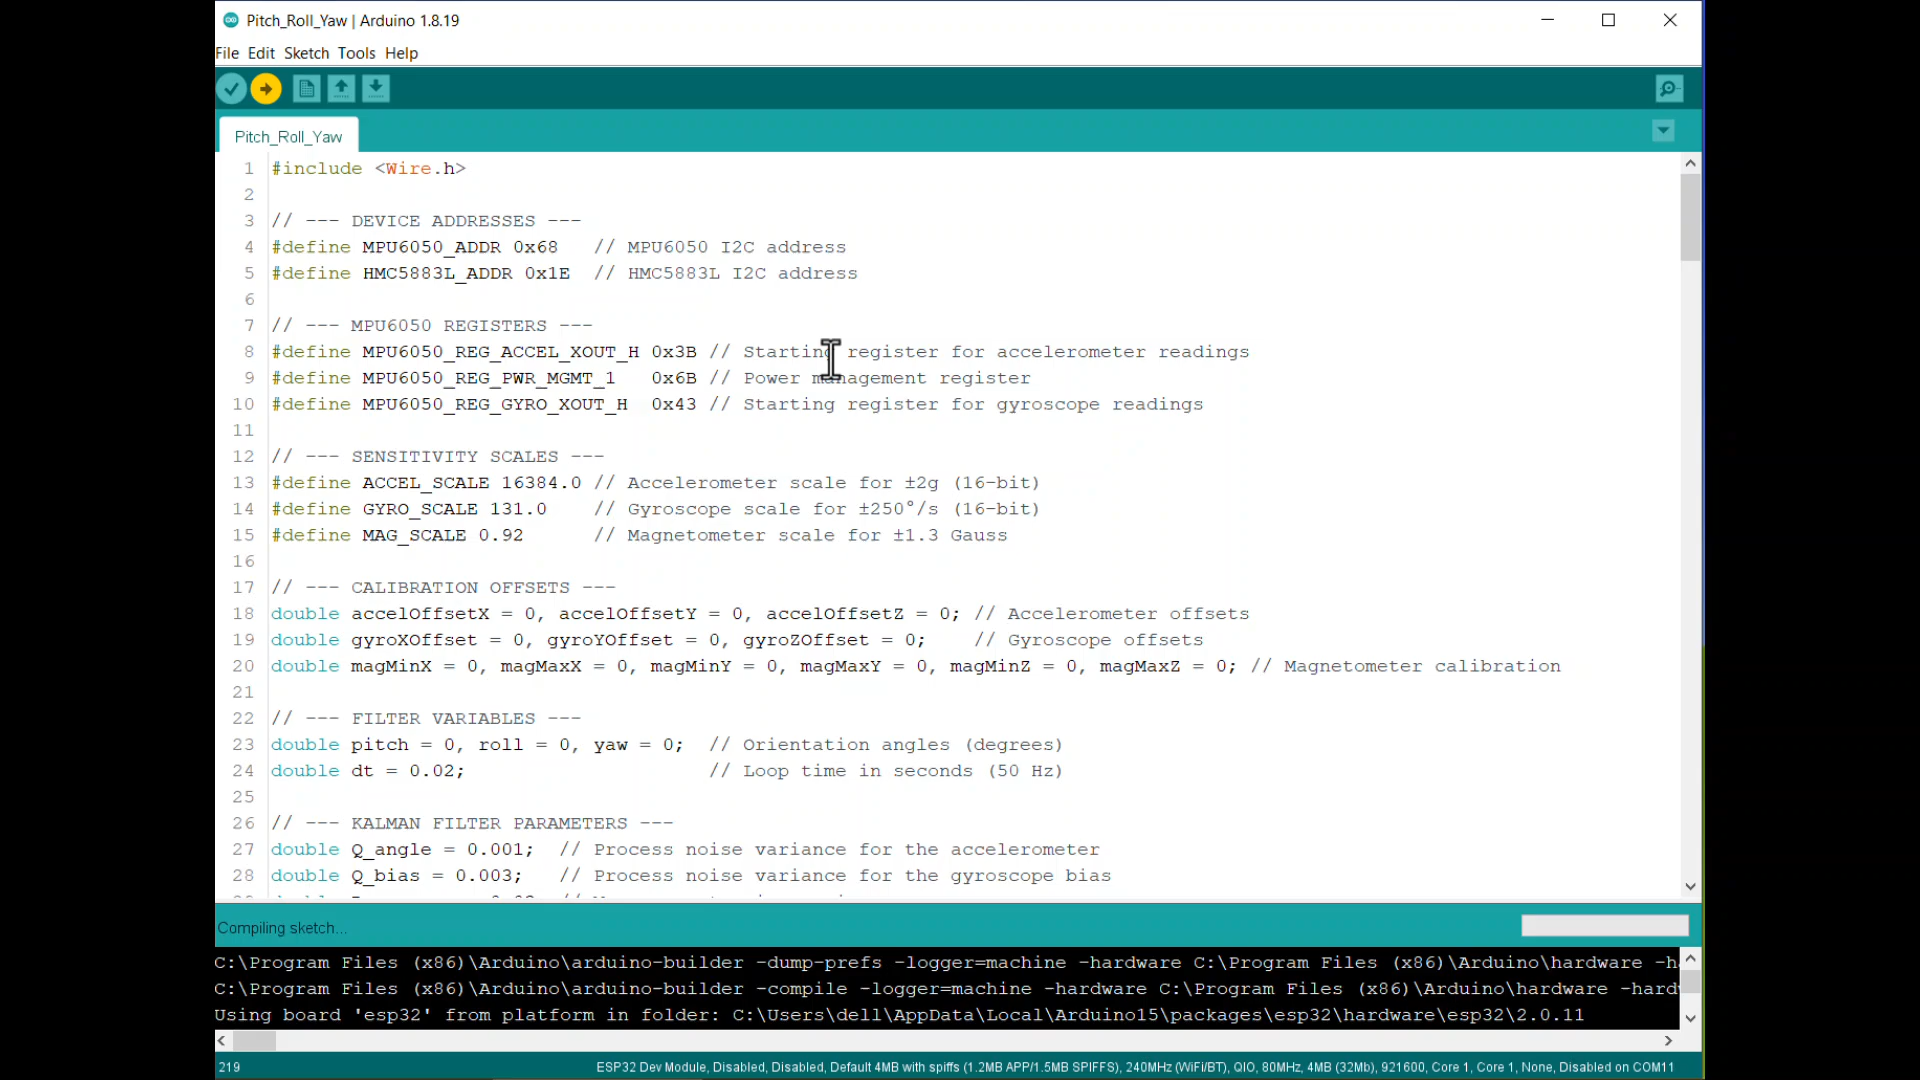 Pitch_Roll_Yaw | Arduino 1.8.19
File Edit Sketch Tools Help
Pitch_Roll_Yaw
1 #include <Wire.h>
2
3 // --- DEVICE ADDRESSES ---
4 #define MPU6050_ADDR 0x68 // MPU6050 I2C address
5 #define HMC5883L_ADDR 0x1E // HMC5883L I2C address
6
7 // --- MPU6050 REGISTERS ---
8 #define MPU6050_REG_ACCEL_XOUT_H 0x3B // Starting register for accelerometer readings
9 #define MPU6050_REG_PWR_MGMT_1 0x6B // Power management register
10 #define MPU6050_REG_GYRO_XOUT_H 0x43 // Starting register for gyroscope readings
11
12 // --- SENSITIVITY SCALES ---
13 #define ACCEL_SCALE 16384.0 // Accelerometer scale for ±2g (16-bit)
14 #define GYRO_SCALE 131.0 // Gyroscope scale for ±250°/s (16-bit)
15 #define MAG_SCALE 0.92 // Magnetometer scale for ±1.3 Gauss
16
17 // --- CALIBRATION OFFSETS ---
18 double accelOffsetX = 0, accelOffsetY = 0, accelOffsetZ = 0; // Accelerometer offsets
19 double gyroXOffset = 0, gyroYOffset = 0, gyroZOffset = 0; // Gyroscope offsets
20 double magMinX = 0, magMaxX = 0, magMinY = 0, magMaxY = 0, magMinZ = 0, magMaxZ = 0; // Magnetometer calibration
21
22 // --- FILTER VARIABLES ---
23 double pitch = 0, roll = 0, yaw = 0; // Orientation angles (degrees)
24 double dt = 0.02; // Loop time in seconds (50 Hz)
25
26 // --- KALMAN FILTER PARAMETERS ---
27 double Q_angle = 0.001; // Process noise variance for the accelerometer
28 double Q_bias = 0.003; // Process noise variance for the gyroscope bias
Compiling sketch...
C:\Program Files (x86)\Arduino\arduino-builder -dump-prefs -logger=machine -hardware C:\Program Files (x86)\Arduino\hardware -h
C:\Program Files (x86)\Arduino\arduino-builder -compile -logger=machine -hardware C:\Program Files (x86)\Arduino\hardware -hard
Using board 'esp32' from platform in folder: C:\Users\dell\AppData\Local\Arduino15\packages\esp32\hardware\esp32\2.0.11
219 ESP32 Dev Module, Disabled, Disabled, Default 4MB with spiffs (1.2MB APP/1.5MB SPIFFS), 240MHz (WiFi/BT), QIO, 80MHz, 4MB (32Mb), 921600, Core 1, Core 1, None, Disabled on COM11